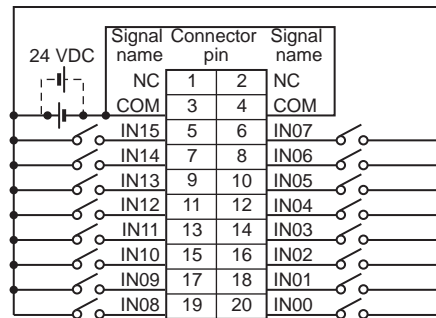 Signal name Connector pin Signal name
24 VDC
NC 1 2 NC
COM 3 4 COM
IN15 5 6 IN07
IN14 7 8 IN06
IN13 9 10 IN05
IN12 11 12 IN04
IN11 13 14 IN03
IN10 15 16 IN02
IN09 17 18 IN01
IN08 19 20 IN00